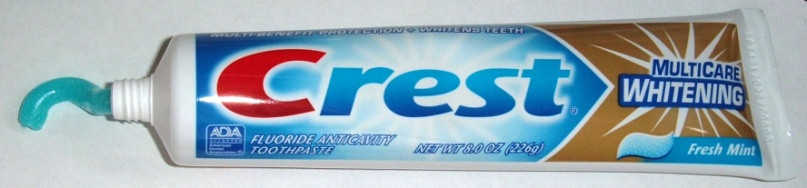 MULTI-BENEFIT PROTECTION + WHITENS TEETH
Crest
MULTICARE
WHITENING
ADA
FLUORIDE ANTICAVITY
TOOTHPASTE
NET WT 8.0 OZ (226g)
Fresh Mint